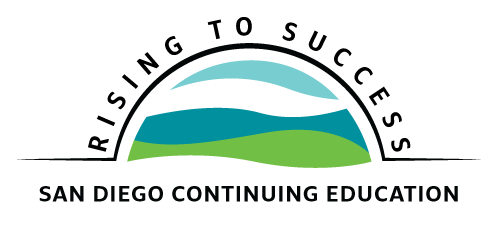 RISING TO SUCCESS
SAN DIEGO CONTINUING EDUCATION